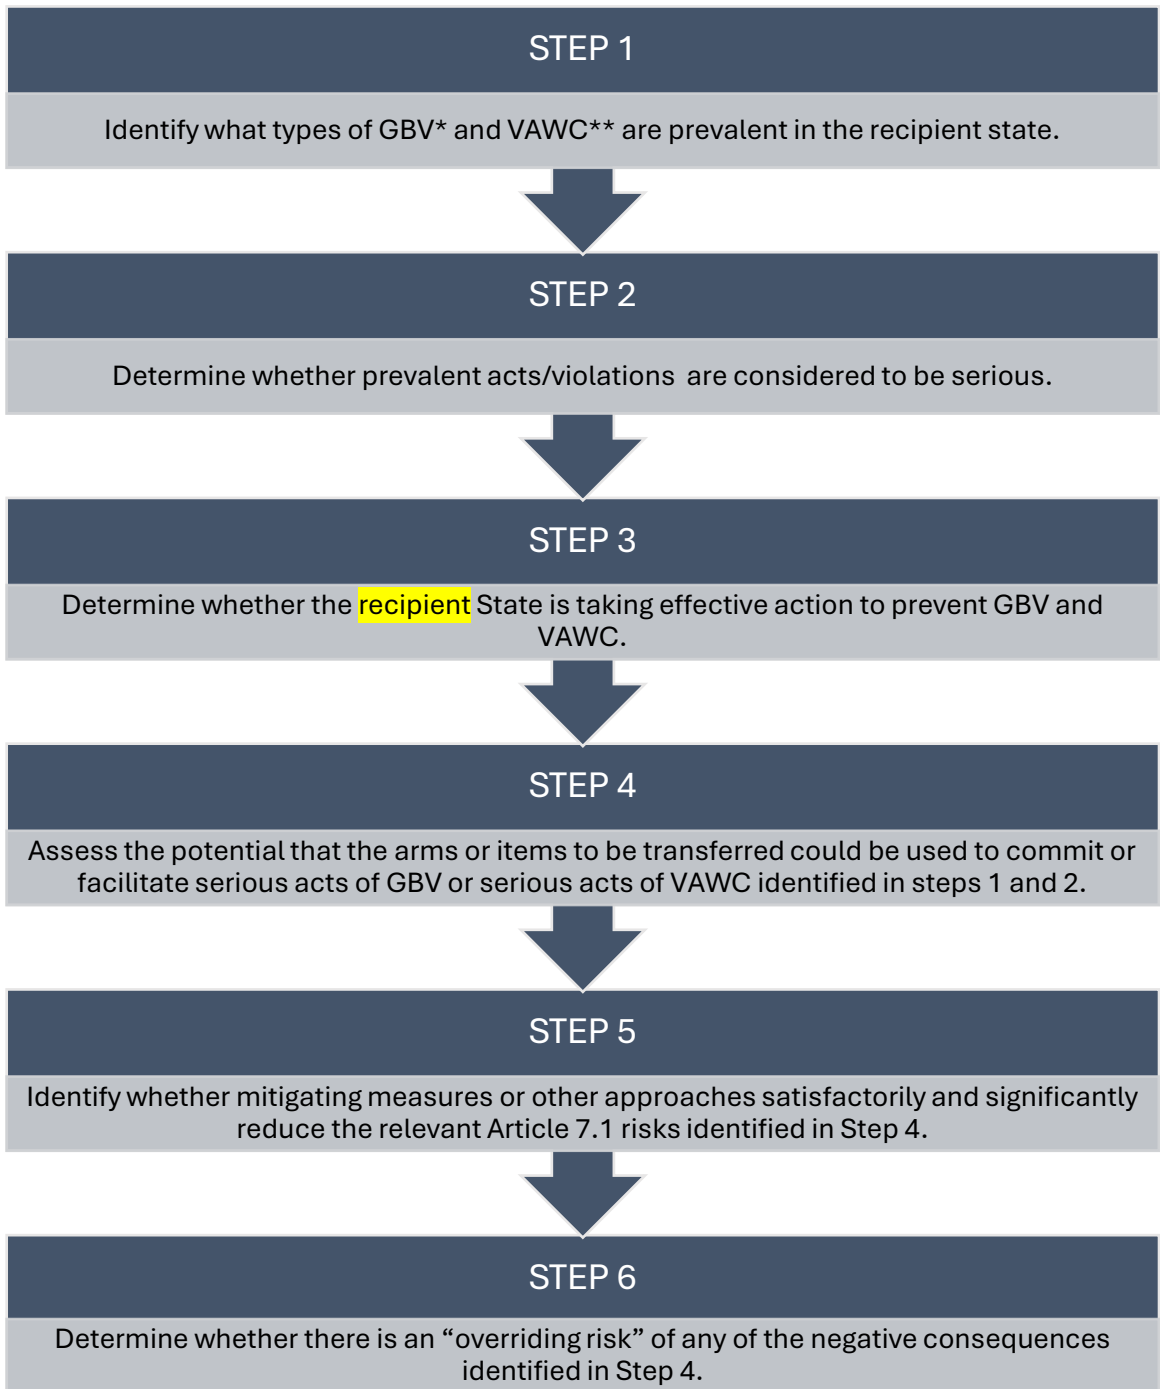 STEP 1
Identify what types of GBV* and VAWC** are prevalent in the recipient state.
STEP 2
Determine whether prevalent acts/violations  are considered to be serious.
STEP 3
Determine whether the recipient State is taking effective action to prevent GBV and
VAWC.
STEP 4
Assess the potential that the arms or items to be transferred could be used to commit or
facilitate serious acts of GBV or serious acts of VAWC identified in steps 1 and 2.
STEP 5
Identify whether mitigating measures or other approaches satisfactorily and significantly
reduce the relevant Article 7.1 risks identified in Step 4.
STEP 6
Determine whether there is an “overriding risk” of any of the negative consequences
identified in Step 4.